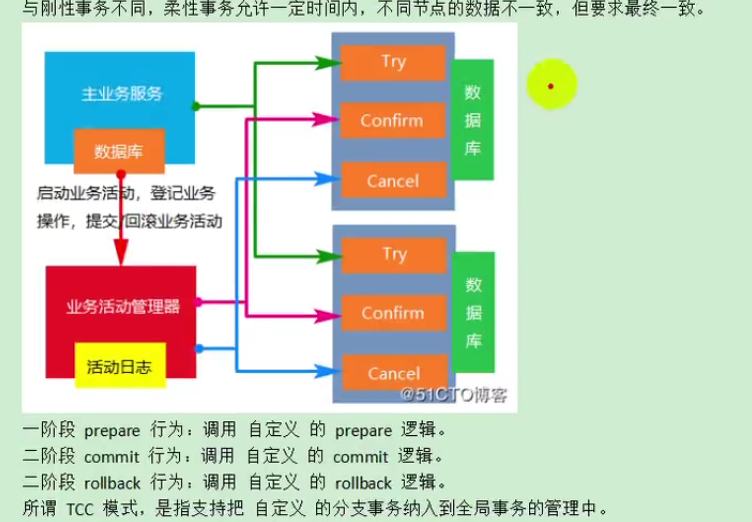 与刚性事务不同，柔性事务允许一定时间内，不同节点的数据不一致，但要求最终一致。
主业务服务
数据库
启动业务活动，登记业务
操作，提交/回滚业务活动
业务活动管理器
活动日志
Try
Confirm
Cancel
数据库
Try
Confirm
Cancel
数据库
@51CTO博客
一阶段 prepare 行为：调用 自定义 的 prepare 逻辑。
二阶段 commit 行为：调用 自定义 的 commit 逻辑。
二阶段 rollback 行为：调用 自定义 的 rollback 逻辑。
所谓 TCC 模式，是指支持把 自定义 的分支事务纳入到全局事务的管理中。